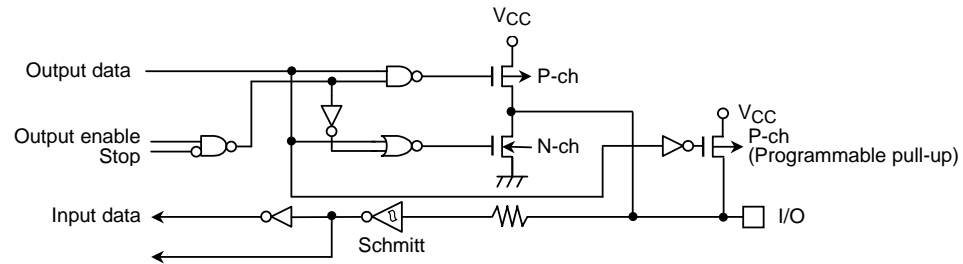 VCC
Output data
P-ch
VCC
Output enable
P-ch
Stop
N-ch
(Programmable pull-up)
Input data
I/O
Schmitt